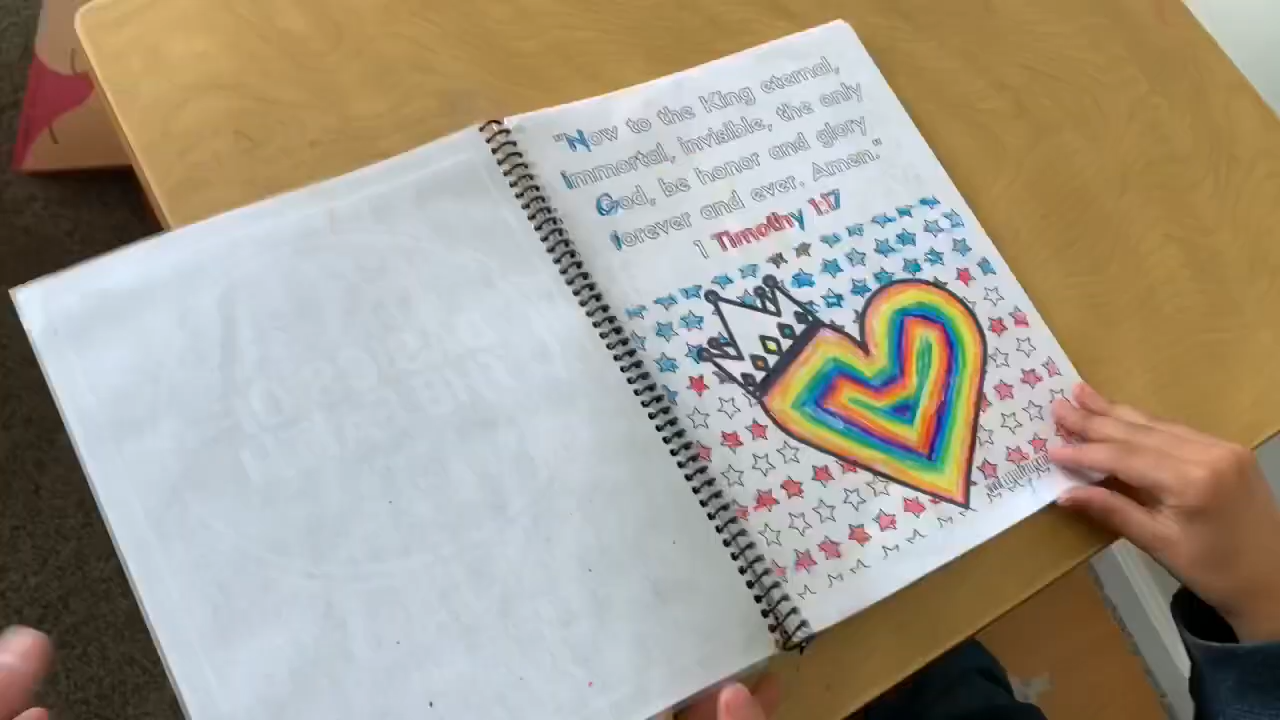 "Now to the King eternal,
immortal, invisible, the only
God, be honor and glory
forever and ever. Amen."
1 Timothy 1:17